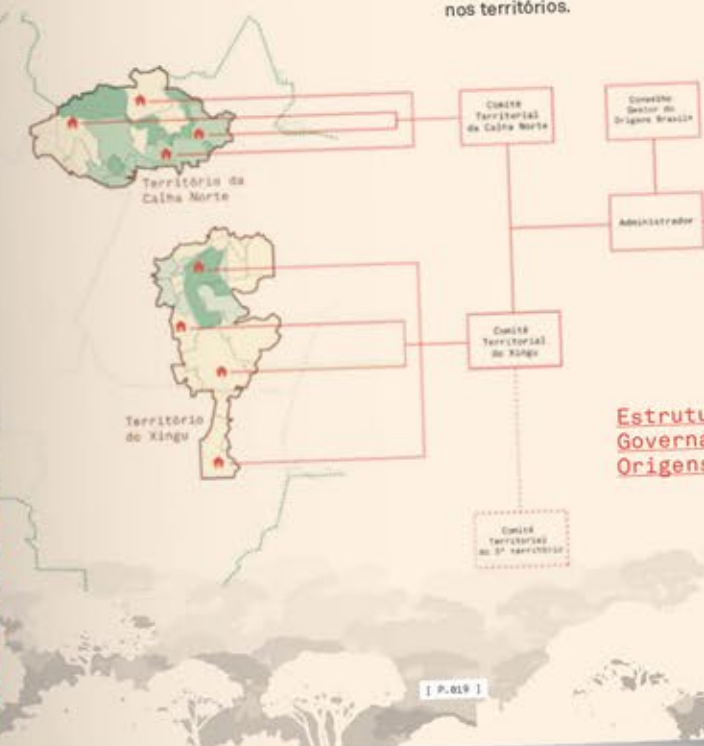 nos territórios.
Comitê
Territorial
da Calha Norte
Conselho
Gestor do
Origens Brasil®
Território da
Calha Norte
Administrador
Comitê
Territorial
do Xingu
Território
do Xingu
Estrutu
Governa
Origens
Comitê
Territorial
do 3º território
[ P.019 ]